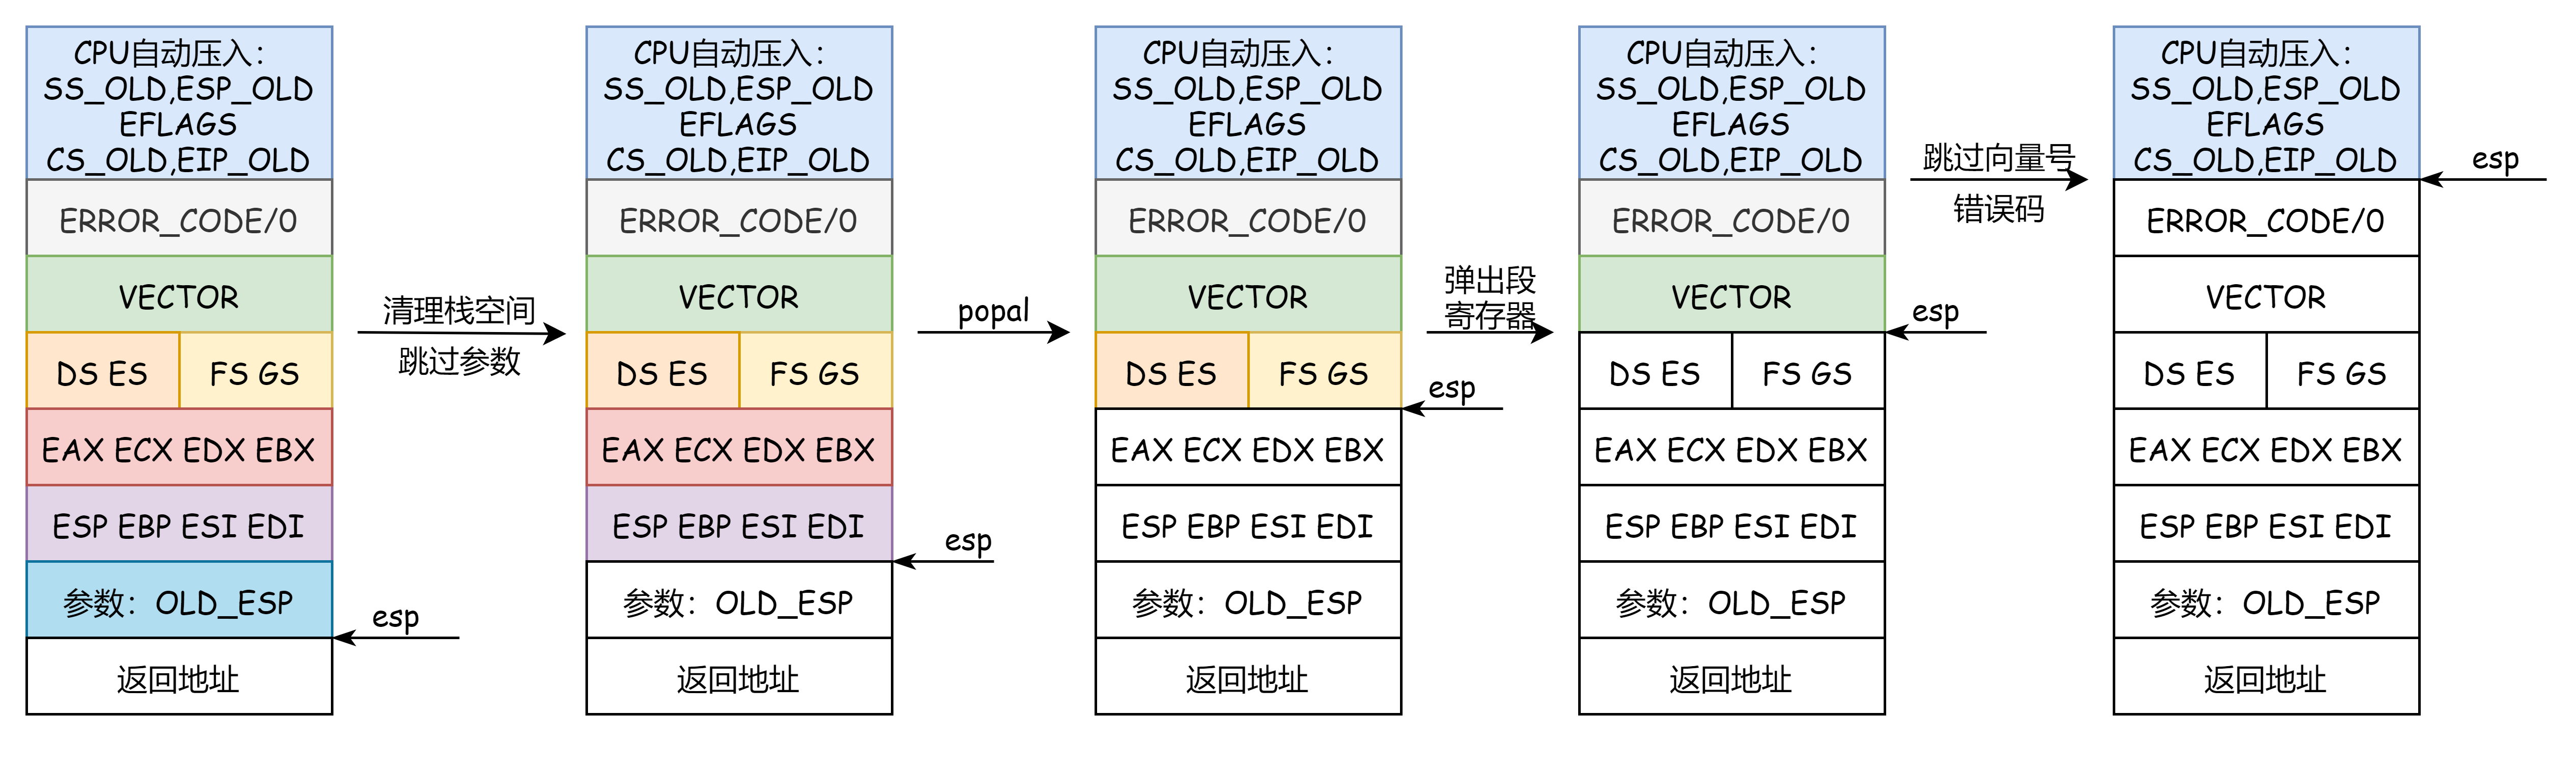 CPU自动压入：
SS_OLD,ESP_OLD
EFLAGS
CS_OLD,EIP_OLD
ERROR_CODE/0
VECTOR
DS ES
FS GS
EAX ECX EDX EBX
ESP EBP ESI EDI
参数：OLD_ESP
返回地址
esp
清理栈空间
跳过参数
CPU自动压入：
SS_OLD,ESP_OLD
EFLAGS
CS_OLD,EIP_OLD
ERROR_CODE/0
VECTOR
DS ES
FS GS
EAX ECX EDX EBX
ESP EBP ESI EDI
参数：OLD_ESP
返回地址
esp
popal
CPU自动压入：
SS_OLD,ESP_OLD
EFLAGS
CS_OLD,EIP_OLD
ERROR_CODE/0
VECTOR
DS ES
FS GS
EAX ECX EDX EBX
ESP EBP ESI EDI
参数：OLD_ESP
返回地址
esp
弹出段
寄存器
CPU自动压入：
SS_OLD,ESP_OLD
EFLAGS
CS_OLD,EIP_OLD
ERROR_CODE/0
VECTOR
DS ES
FS GS
EAX ECX EDX EBX
ESP EBP ESI EDI
参数：OLD_ESP
返回地址
esp
跳过向量号
错误码
CPU自动压入：
SS_OLD,ESP_OLD
EFLAGS
CS_OLD,EIP_OLD
ERROR_CODE/0
VECTOR
DS ES
FS GS
EAX ECX EDX EBX
ESP EBP ESI EDI
参数：OLD_ESP
返回地址
esp